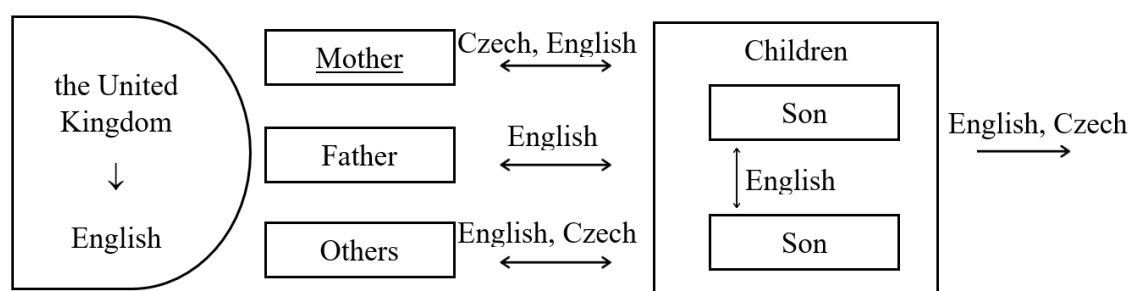 the United
Kingdom
↓
English
Mother
Czech, English
Father
English
Others
English, Czech
Children
Son
English
Son
English, Czech